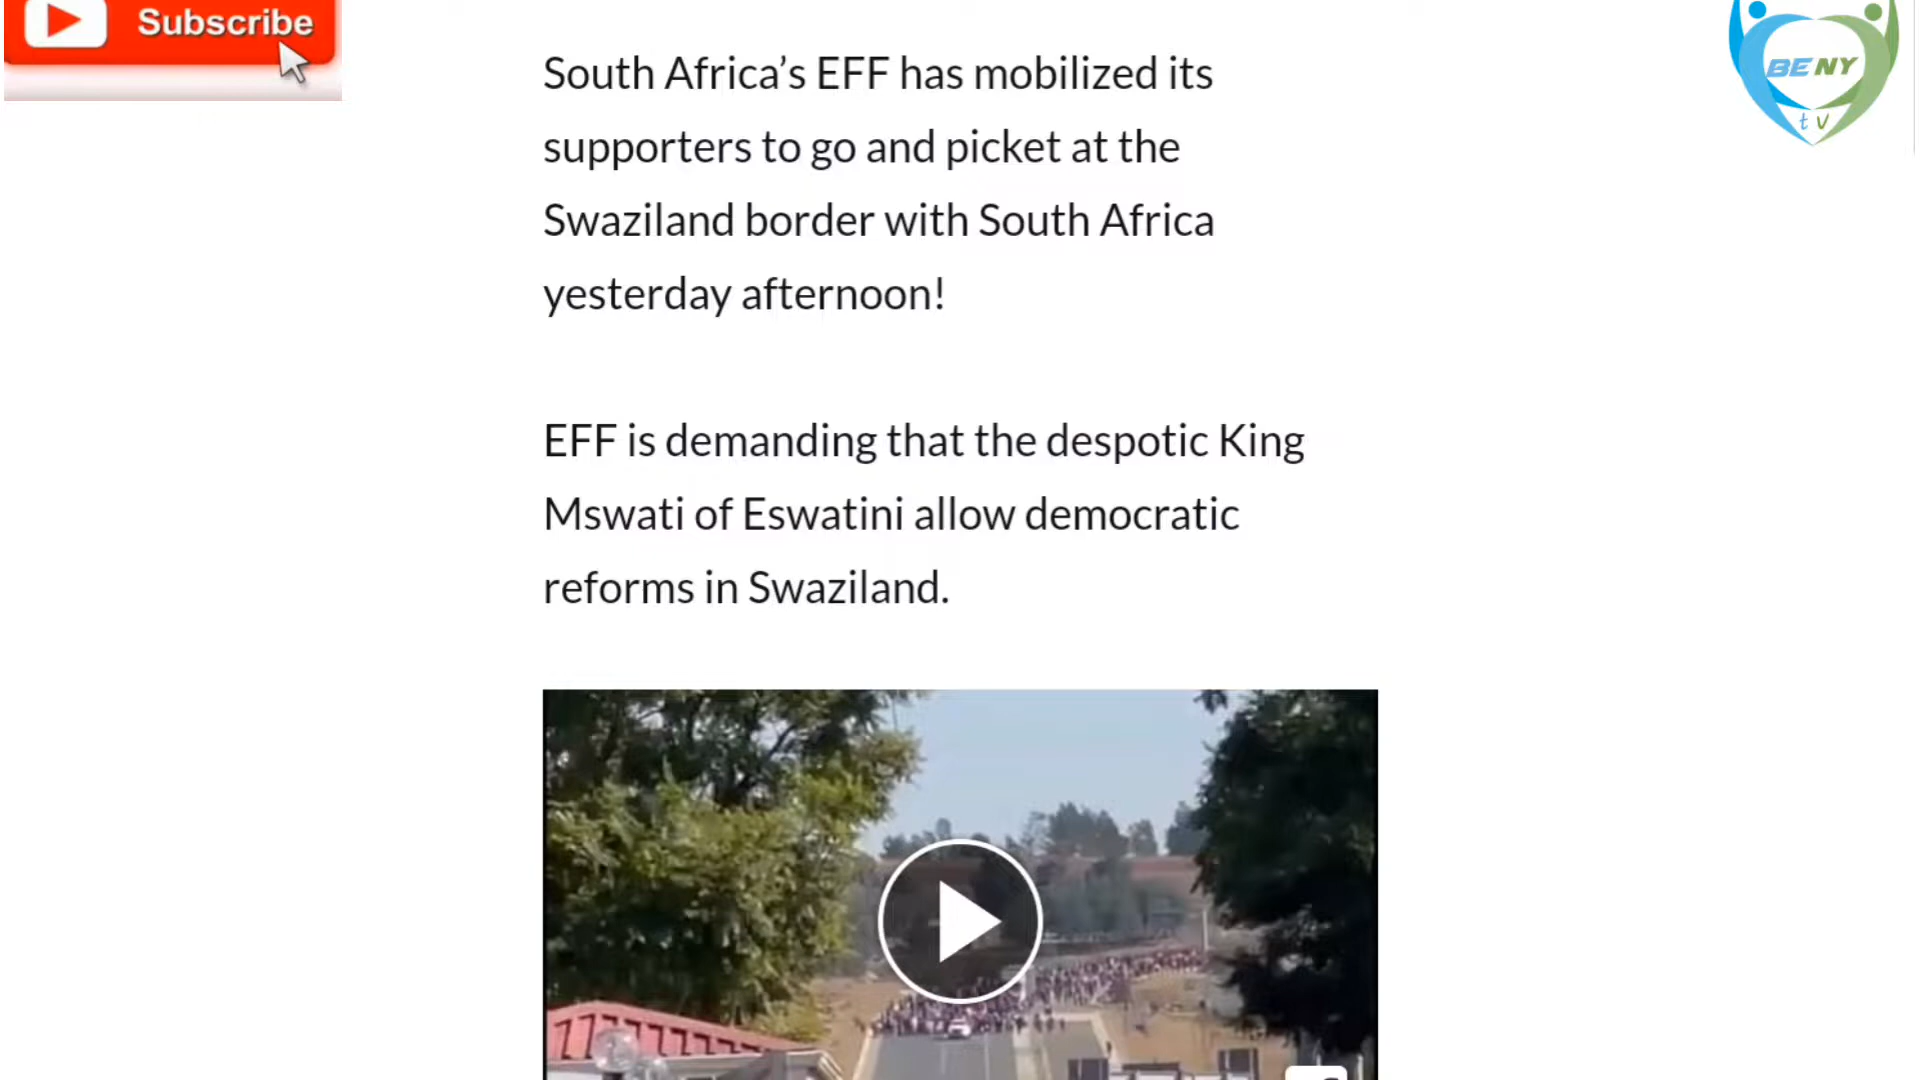 Subscribe
BENY
tv
South Africa’s EFF has mobilized its
supporters to go and picket at the
Swaziland border with South Africa
yesterday afternoon!
EFF is demanding that the despotic King
Mswati of Eswatini allow democratic
reforms in Swaziland.